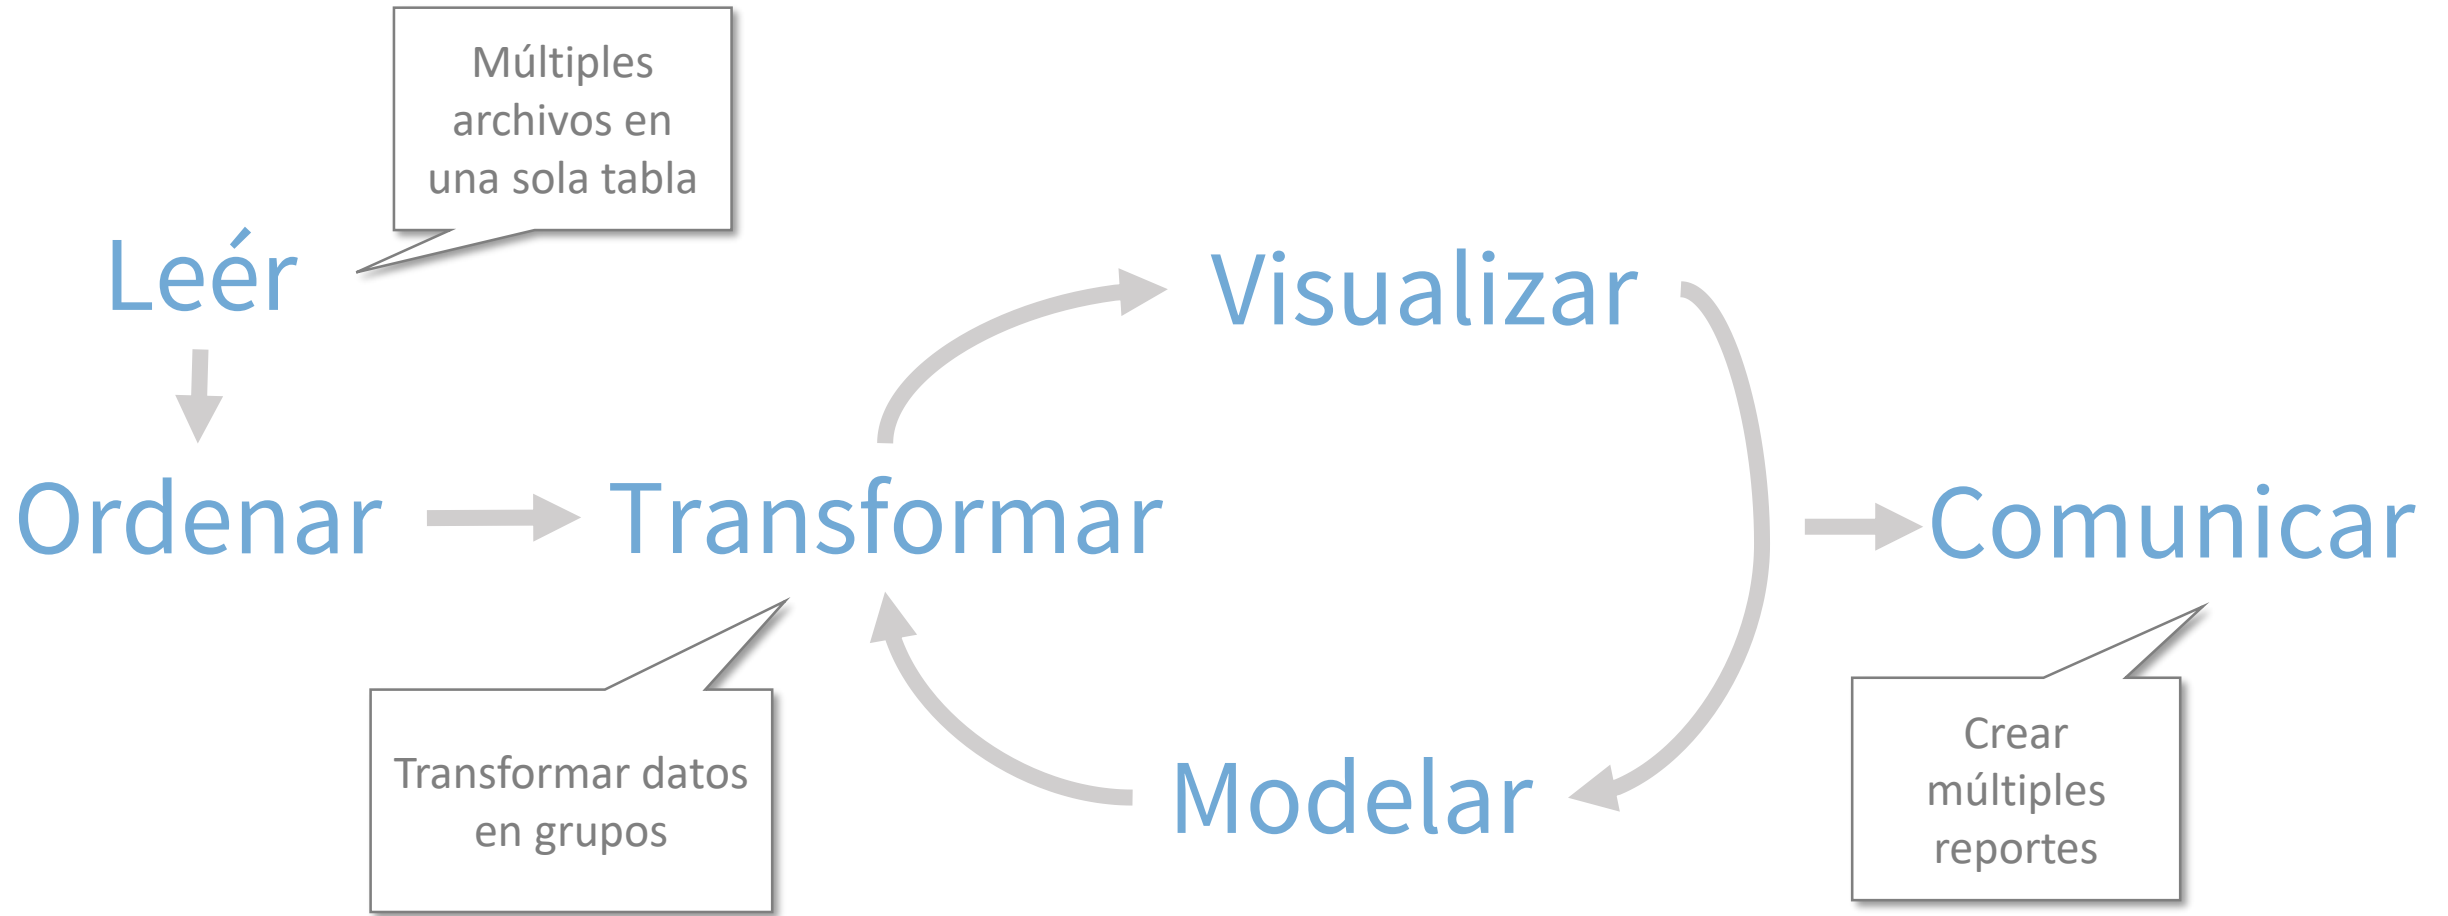 Múltiples
archivos en
una sola tabla
Leér
Visualizar
Ordenar
Transformar
Comunicar
Transformar datos
en grupos
Modelar
Crear
múltiples
reportes